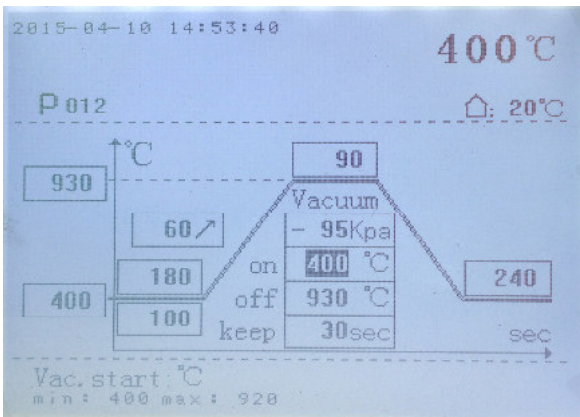 2015-04-10 14:53:40
400℃
P 012
: 20℃
℃
90
930
Vacuum
60↗
- 95Kpa
180
on 400 ℃
240
400
off 930 ℃
100
keep 30sec
sec
Vac.start:℃
min: 400 max: 920